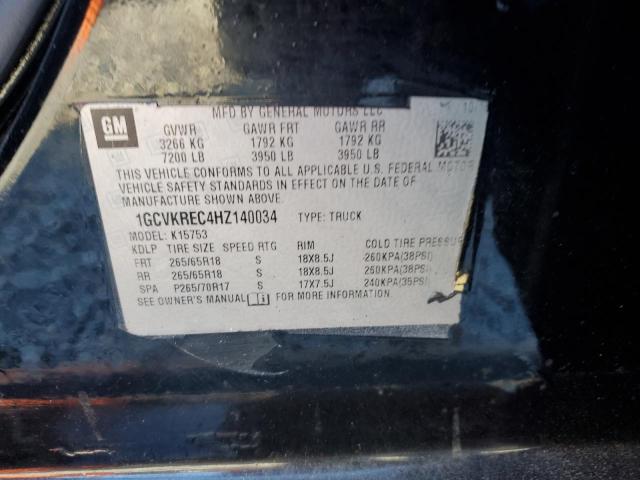 MFD BY GENERAL MOTORS LLC
GM
GVWR GAWR FRT GAWR RR
3266 KG 1792 KG 1792 KG
7200 LB 3950 LB 3950 LB
THIS VEHICLE CONFORMS TO ALL APPLICABLE U.S. FEDERAL MOTOR
VEHICLE SAFETY STANDARDS IN EFFECT ON THE DATE OF
MANUFACTURE SHOWN ABOVE.
1GCVKREC4HZ140034 TYPE: TRUCK
MODEL: K15753
KDLP TIRE SIZE SPEED RTG RIM COLD TIRE PRESSURE
FRT 265/65R18 S 18X8.5J 260KPA(38PSI)
RR 265/65R18 S 18X8.5J 260KPA(38PSI)
SPA P265/70R17 S 17X7.5J 240KPA(35PSI)
SEE OWNER'S MANUAL FOR MORE INFORMATION.